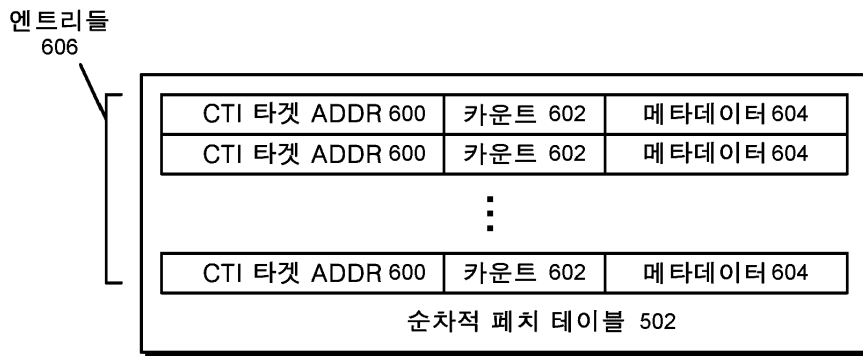 엔트리들
606
CTI 타겟 ADDR 600 카운트 602 메타데이터 604
CTI 타겟 ADDR 600 카운트 602 메타데이터 604
CTI 타겟 ADDR 600 카운트 602 메타데이터 604
순차적 페치 테이블 502